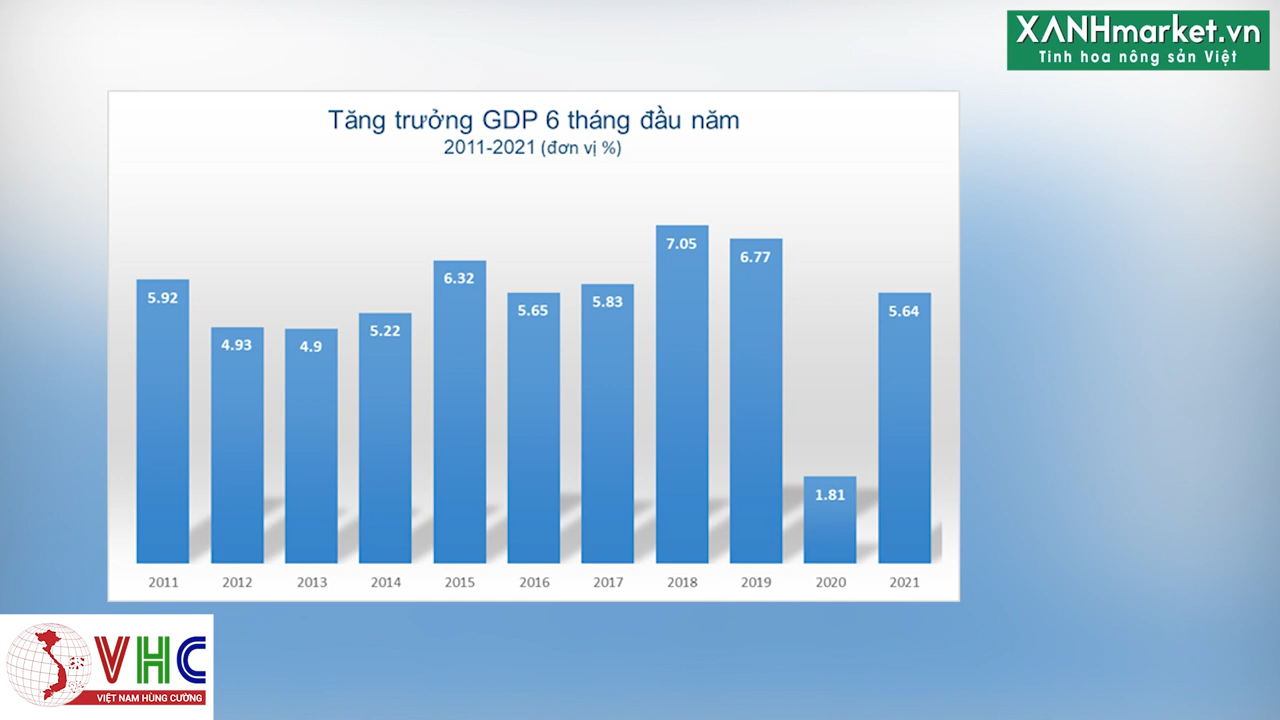 XANHmarket.vn
Tinh hoa nông sản Việt
Tăng trưởng GDP 6 tháng đầu năm
2011-2021 (đơn vị %)
5.92
4.93
4.9
5.22
6.32
5.65
5.83
7.05
6.77
1.81
5.64
2011 2012 2013 2014 2015 2016 2017 2018 2019 2020 2021
VHC
VIỆT NAM HÙNG CƯỜNG